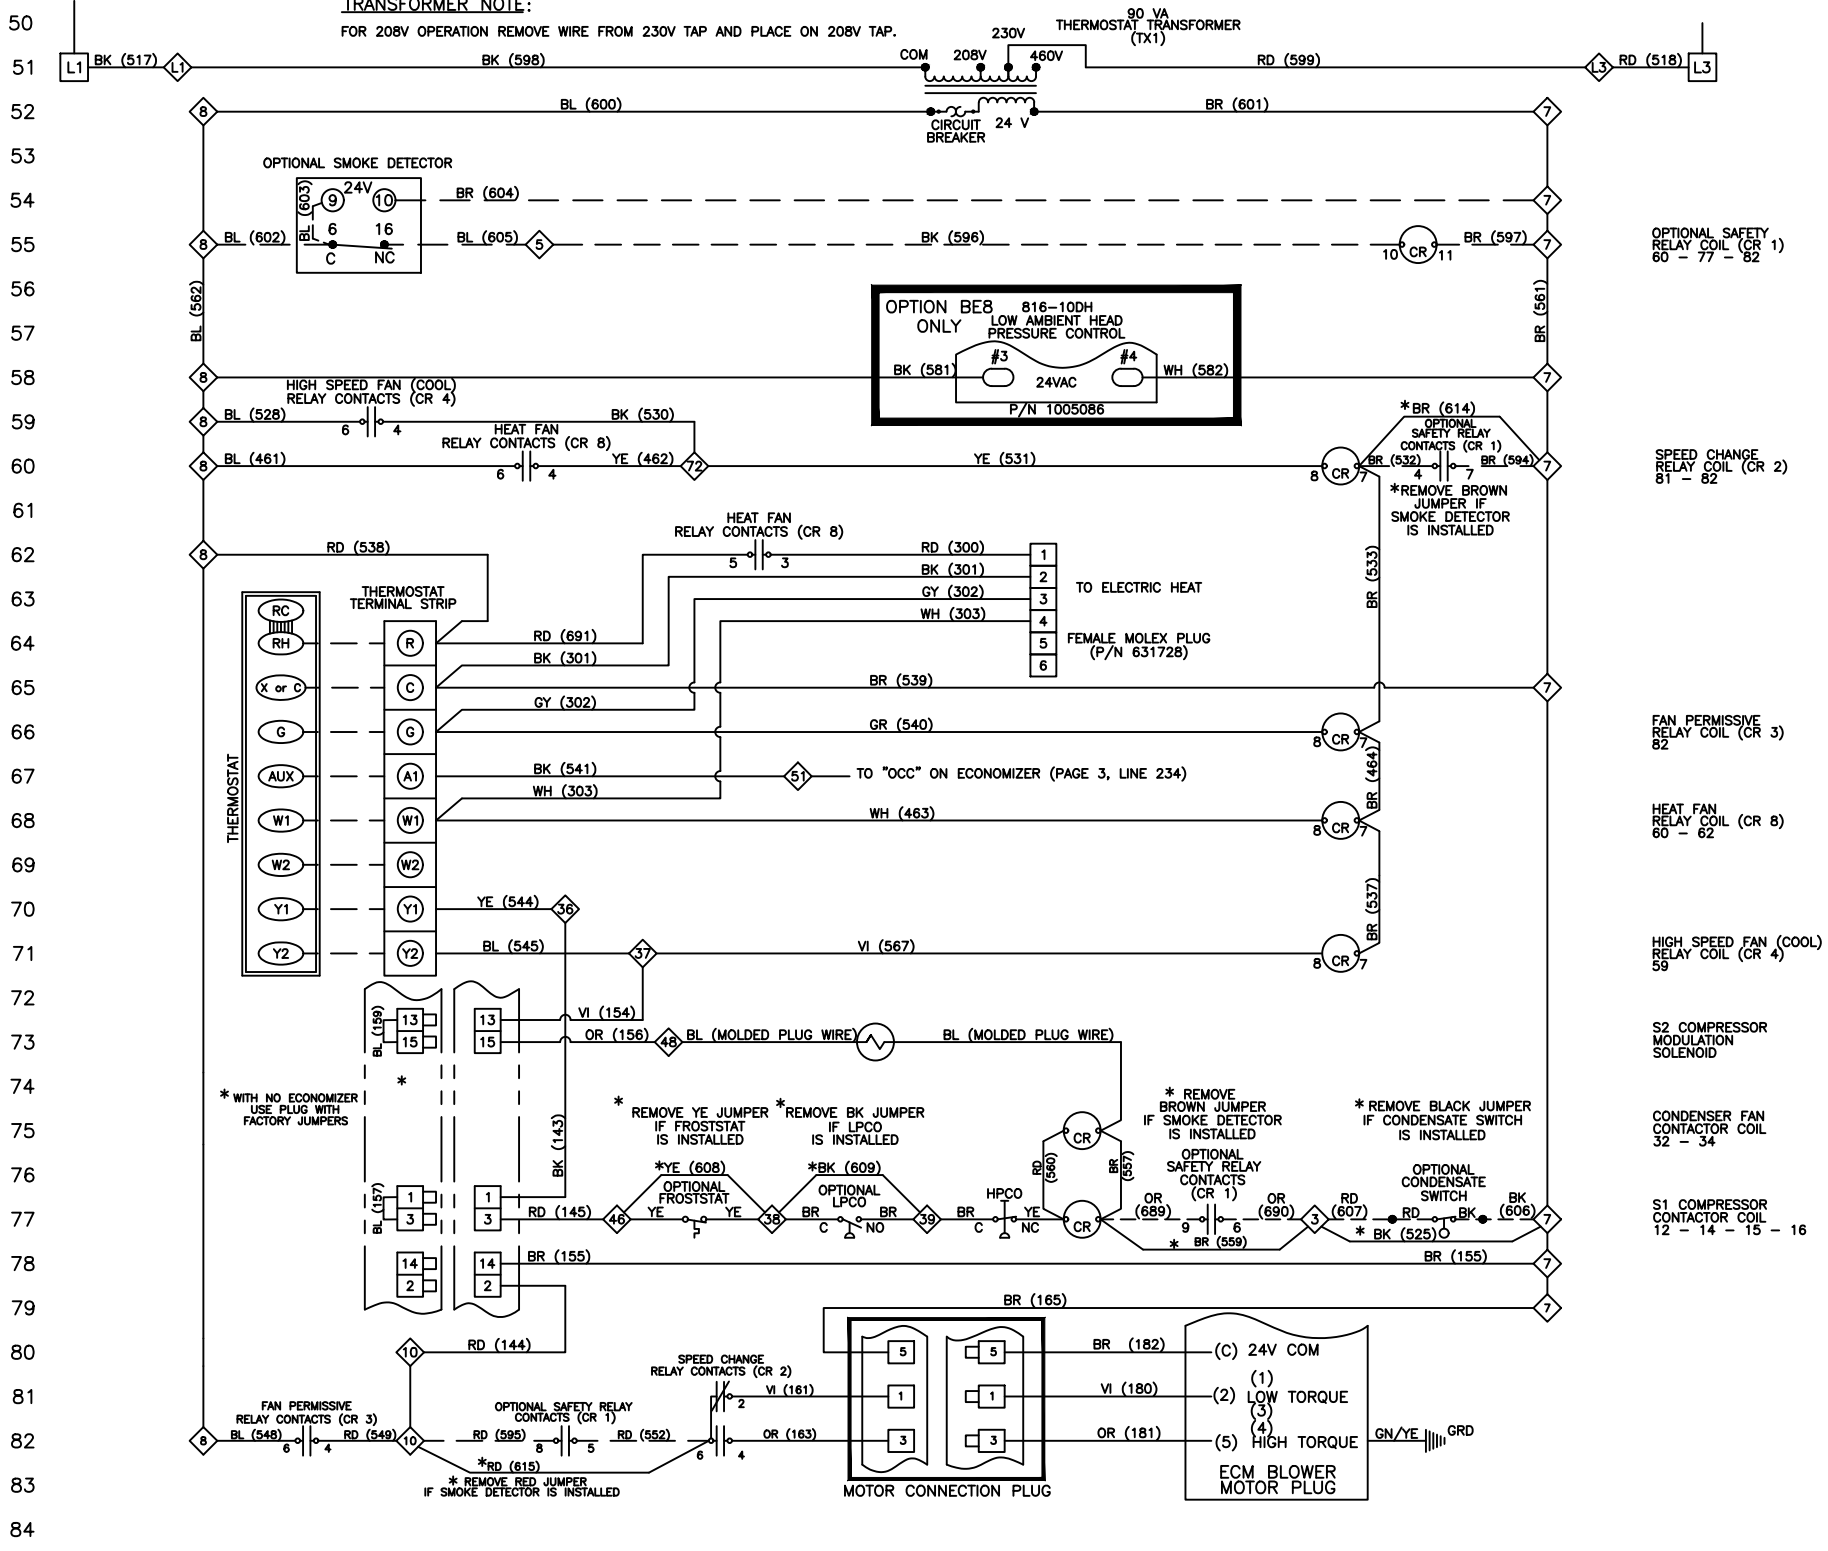 TRANSFORMER NOTE:
FOR 208V OPERATION REMOVE WIRE FROM 230V TAP AND PLACE ON 208V TAP.
90 VA
THERMOSTAT TRANSFORMER
(TX1)
50
51
L1
BK (517)
L1
BK (598)
COM
208V
230V
460V
RD (599)
L3
RD (518)
L3
52
8
BL (600)
CIRCUIT
BREAKER
24 V
BR (601)
7
53
OPTIONAL SMOKE DETECTOR
54
BL (603)
9
24V
10
BR (604)
7
55
8
BL (602)
6
16
C
NC
BL (605)
5
BK (596)
10
CR
11
BR (597)
7
OPTIONAL SAFETY
RELAY COIL (CR 1)
60 - 77 - 82
56
BL (562)
BR (561)
OPTION BE8
ONLY
816-10DH
LOW AMBIENT HEAD
PRESSURE CONTROL
57
58
8
BK (581)
#3
24VAC
#4
WH (582)
7
P/N 1005086
HIGH SPEED FAN (COOL)
RELAY CONTACTS (CR 4)
59
8
BL (528)
6
4
BK (530)
*BR (614)
OPTIONAL
SAFETY RELAY
CONTACTS (CR 1)
HEAT FAN
RELAY CONTACTS (CR 8)
60
8
BL (461)
6
4
YE (462)
72
YE (531)
8
CR
7
BR (532)
4
7
BR (594)
7
SPEED CHANGE
RELAY COIL (CR 2)
81 - 82
*REMOVE BROWN
JUMPER IF
SMOKE DETECTOR
IS INSTALLED
61
HEAT FAN
RELAY CONTACTS (CR 8)
62
8
RD (538)
5
3
RD (300)
1
BK (301)
2
BR (533)
63
THERMOSTAT
TERMINAL STRIP
GY (302)
3
TO ELECTRIC HEAT
WH (303)
4
THERMOSTAT
RC
64
RH
R
RD (691)
5
FEMALE MOLEX PLUG
(P/N 631728)
BK (301)
6
65
X or C
C
BR (539)
7
GY (302)
66
G
G
GR (540)
8
CR
7
FAN PERMISSIVE
RELAY COIL (CR 3)
82
67
AUX
A1
BK (541)
51
TO "OCC" ON ECONOMIZER (PAGE 3, LINE 234)
BR (464)
WH (303)
68
W1
W1
WH (463)
8
CR
7
HEAT FAN
RELAY COIL (CR 8)
60 - 62
69
W2
W2
70
Y1
Y1
YE (544)
36
BR (537)
71
Y2
Y2
BL (545)
37
VI (567)
8
CR
7
HIGH SPEED FAN (COOL)
RELAY COIL (CR 4)
59
72
BL (159)
13
13
VI (154)
73
15
15
OR (156)
48
BL (MOLDED PLUG WIRE)
BL (MOLDED PLUG WIRE)
S2 COMPRESSOR
MODULATION
SOLENOID
74
*
* WITH NO ECONOMIZER
USE PLUG WITH
FACTORY JUMPERS
75
BK (143)
*
REMOVE YE JUMPER
IF FROSTSTAT
IS INSTALLED
*REMOVE BK JUMPER
IF LPCO
IS INSTALLED
CR
* REMOVE
BROWN JUMPER
IF SMOKE DETECTOR
IS INSTALLED
* REMOVE BLACK JUMPER
IF CONDENSATE SWITCH
IS INSTALLED
CONDENSER FAN
CONTACTOR COIL
32 - 34
76
BL (157)
1
1
*YE (608)
OPTIONAL
FROSTSTAT
*BK (609)
OPTIONAL
LPCO
HPCO
RD (560)
BR (557)
OPTIONAL
SAFETY RELAY
CONTACTS
(CR 1)
OPTIONAL
CONDENSATE
SWITCH
77
3
3
RD (145)
46
YE
YE
38
BR
C
NO
BR
39
BR
C
NC
YE
CR
OR
(689)
9
6
OR
(690)
3
RD
(607)
RD
BK
BK
(606)
7
* BR (559)
* BK (525)
S1 COMPRESSOR
CONTACTOR COIL
12 - 14 - 15 - 16
78
14
14
BR (155)
BR (155)
7
2
2
79
BR (165)
7
80
10
RD (144)
5
5
BR (182)
(C) 24V COM
SPEED CHANGE
RELAY CONTACTS (CR 2)
81
2
VI (161)
1
1
VI (180)
(1)
(2) LOW TORQUE
(3)
(4)
FAN PERMISSIVE
RELAY CONTACTS (CR 3)
OPTIONAL SAFETY RELAY
CONTACTS (CR 1)
82
8
BL (548)
6
4
RD (549)
10
RD (595)
8
5
RD (552)
6
4
OR (163)
3
3
OR (181)
(5) HIGH TORQUE
GN/YE
GRD
*RD (615)
* REMOVE RED JUMPER
IF SMOKE DETECTOR IS INSTALLED
83
MOTOR CONNECTION PLUG
ECM BLOWER
MOTOR PLUG
84